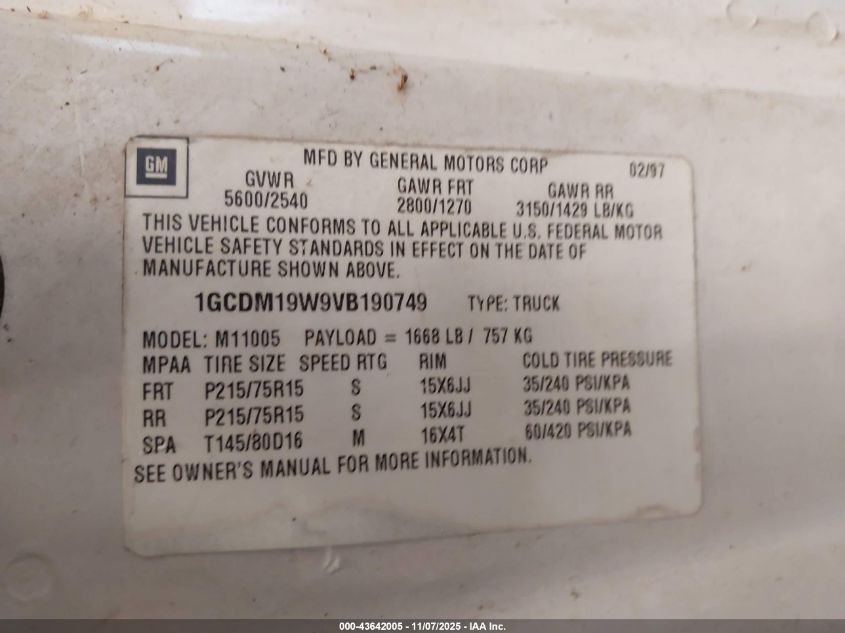 GM
MFD BY GENERAL MOTORS CORP 02/97
GVWR GAWR FRT GAWR RR
5600/2540 2800/1270 3150/1429 LB/KG
THIS VEHICLE CONFORMS TO ALL APPLICABLE U.S. FEDERAL MOTOR
VEHICLE SAFETY STANDARDS IN EFFECT ON THE DATE OF
MANUFACTURE SHOWN ABOVE.
1GCDM19W9VB190749 TYPE: TRUCK
MODEL: M11005 PAYLOAD = 1668 LB / 757 KG
MPAA TIRE SIZE SPEED RTG RIM COLD TIRE PRESSURE
FRT P215/75R15 S 15X6JJ 35/240 PSI/KPA
RR P215/75R15 S 15X6JJ 35/240 PSI/KPA
SPA T145/80D16 M 16X4T 60/420 PSI/KPA
SEE OWNER'S MANUAL FOR MORE INFORMATION.
000-43642005 - 11/07/2025 - IAA Inc.